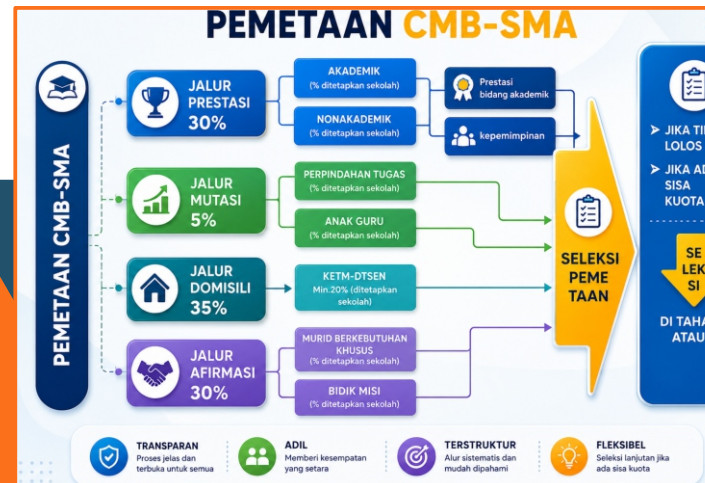 PEMETAAN CMB-SMA
PEMETAAN CMB-SMA
JALUR
PRESTASI
30%
AKADEMIK
(% ditetapkan sekolah)
NONAKADEMIK
(% ditetapkan sekolah)
Prestasi
bidang akademik
kepemimpinan
JALUR
MUTASI
5%
PERPINDAHAN TUGAS
(% ditetapkan sekolah)
ANAK GURU
(% ditetapkan sekolah)
JALUR
DOMISILI
35%
KETM-DTSEN
Min.20% (ditetapkan
sekolah)
JALUR
AFIRMASI
30%
MURID BERKEBUTUHAN
KHUSUS
(% ditetapkan sekolah)
BIDIK MISI
(% ditetapkan sekolah)
SELEKSI
PEME
TAAN
JIKA
LOLOS
JIKA
SISA
KUOTA
SE
LEK
SI
DI
ATAU
TRANSPARAN
Proses jelas dan
terbuka untuk semua
ADIL
Memberi kesempatan
yang setara
TERSTRUKTUR
Alur sistematis dan
mudah dipahami
FLEKSIBEL
Seleksi lanjutan jika
ada sisa kuota